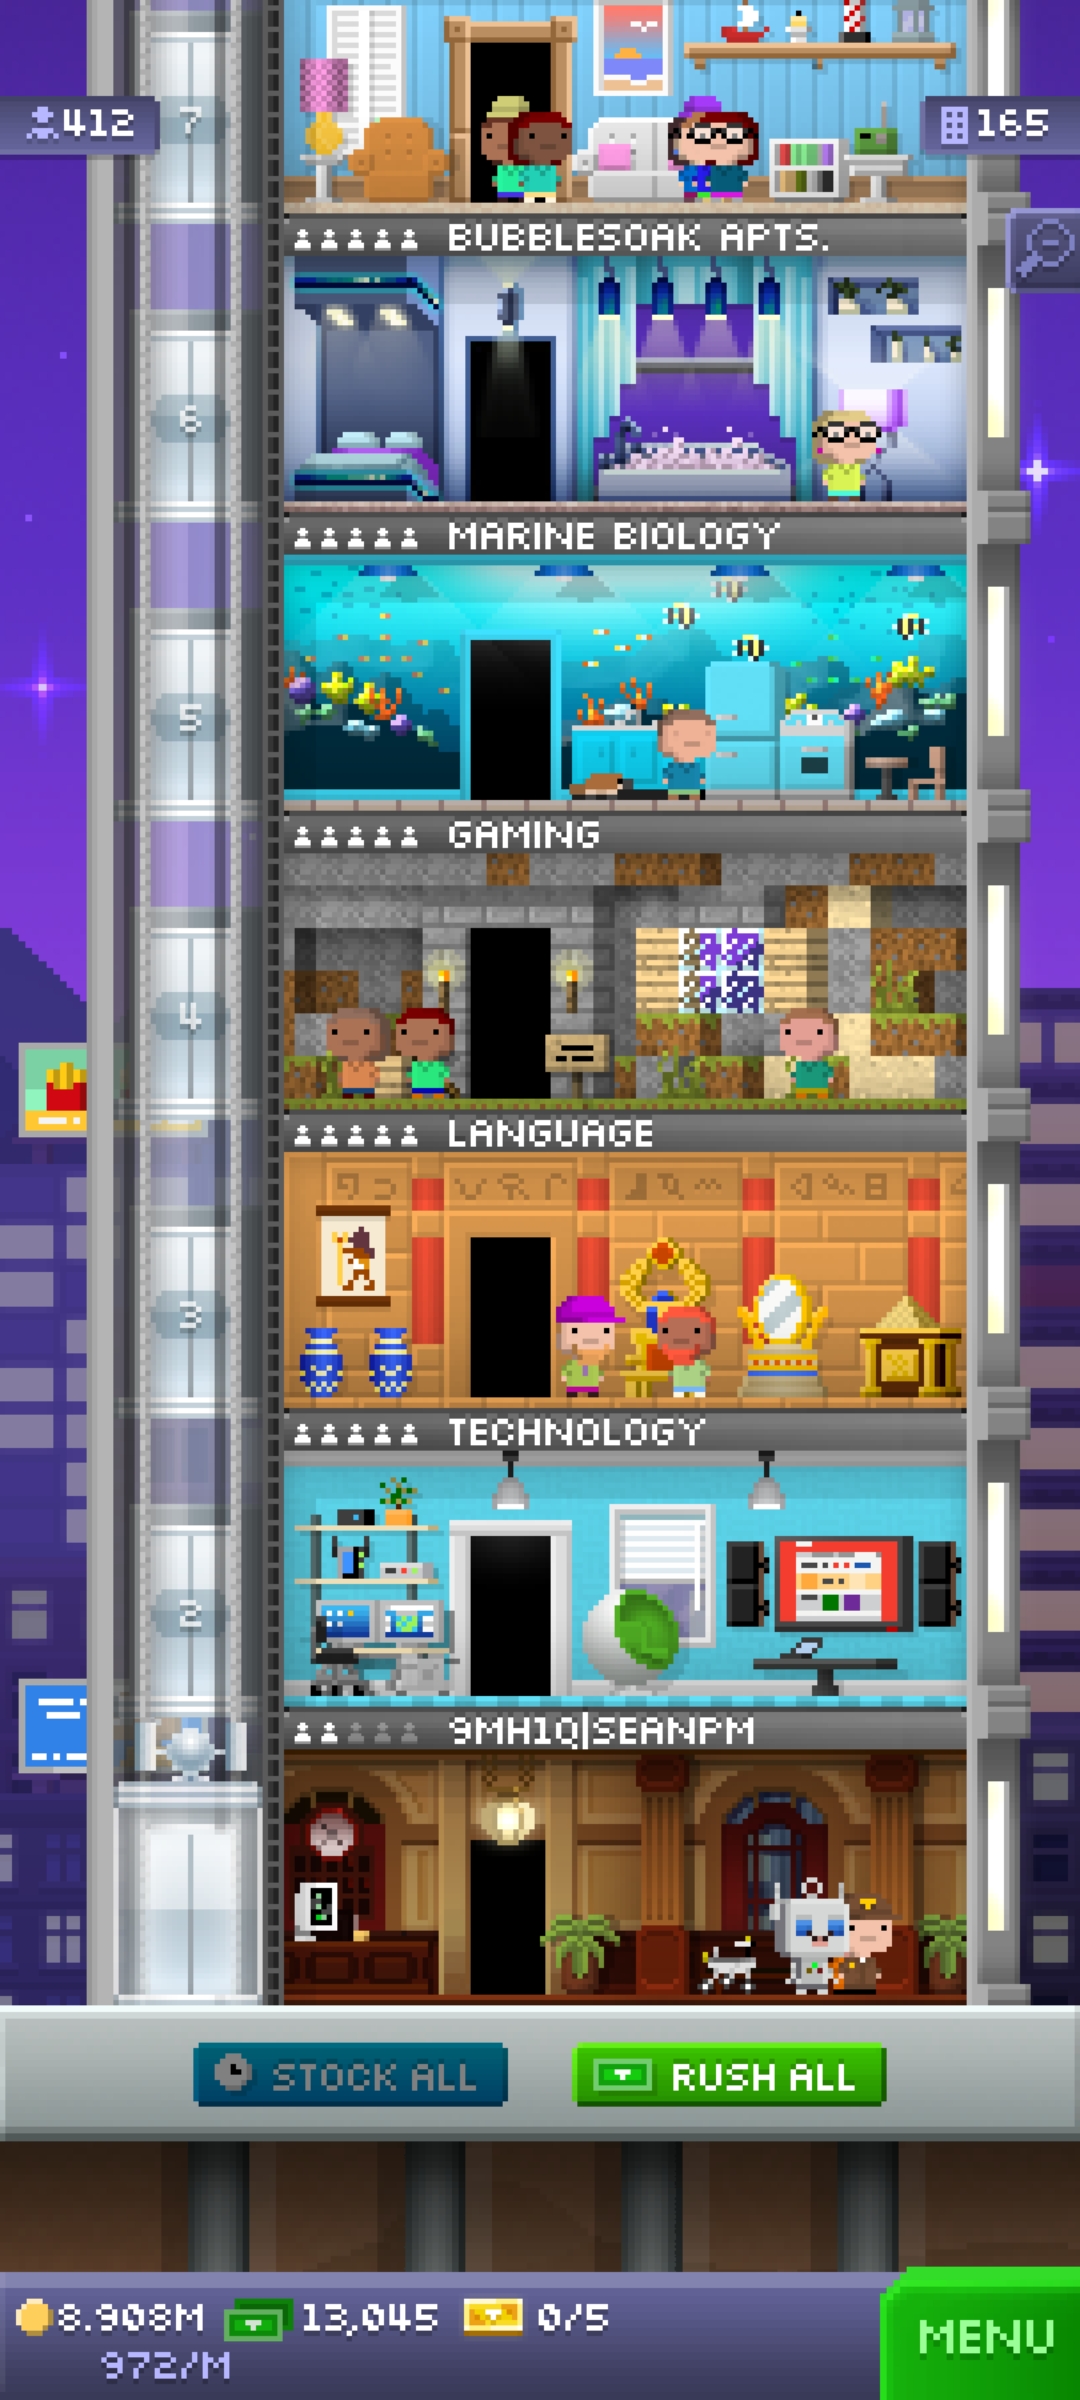 412
7
165
BUBBLESOAK APTS.
6
MARINE BIOLOGY
5
GAMING
4
LANGUAGE
3
TECHNOLOGY
2
9MH1Q|SEANPM
STOCK ALL
RUSH ALL
8.908M
13,045
0/5
972/M
MENU